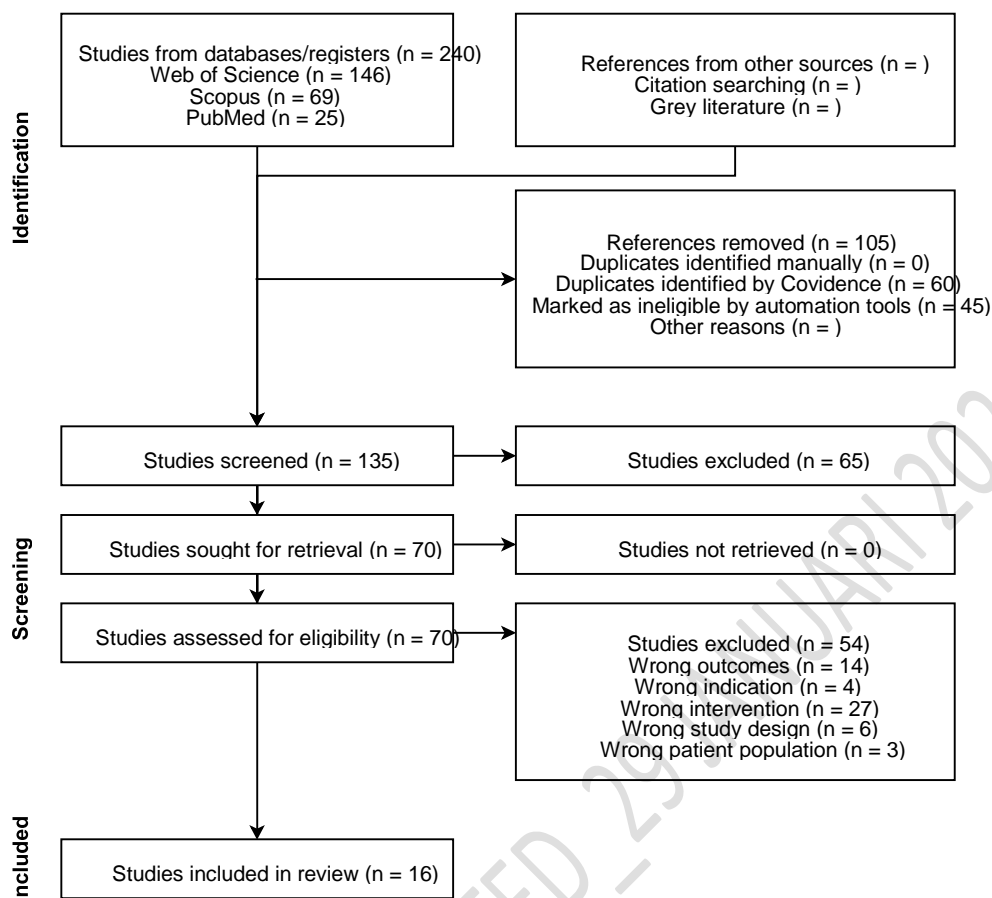 Identification
Studies from databases/registers (n = 240)
Web of Science (n = 146)
Scopus (n = 69)
PubMed (n = 25)
References from other sources (n = )
Citation searching (n = )
Grey literature (n = )
References removed (n = 105)
Duplicates identified manually (n = 0)
Duplicates identified by Covidence (n = 60)
Marked as ineligible by automation tools (n = 45)
Other reasons (n = )
Screening
Studies screened (n = 135)
Studies excluded (n = 65)
Studies sought for retrieval (n = 70)
Studies not retrieved (n = 0)
Studies assessed for eligibility (n = 70)
Studies excluded (n = 54)
Wrong outcomes (n = 14)
Wrong indication (n = 4)
Wrong intervention (n = 27)
Wrong study design (n = 6)
Wrong patient population (n = 3)
ncluded
Studies included in review (n = 16)
TED_29 JANUARI 202